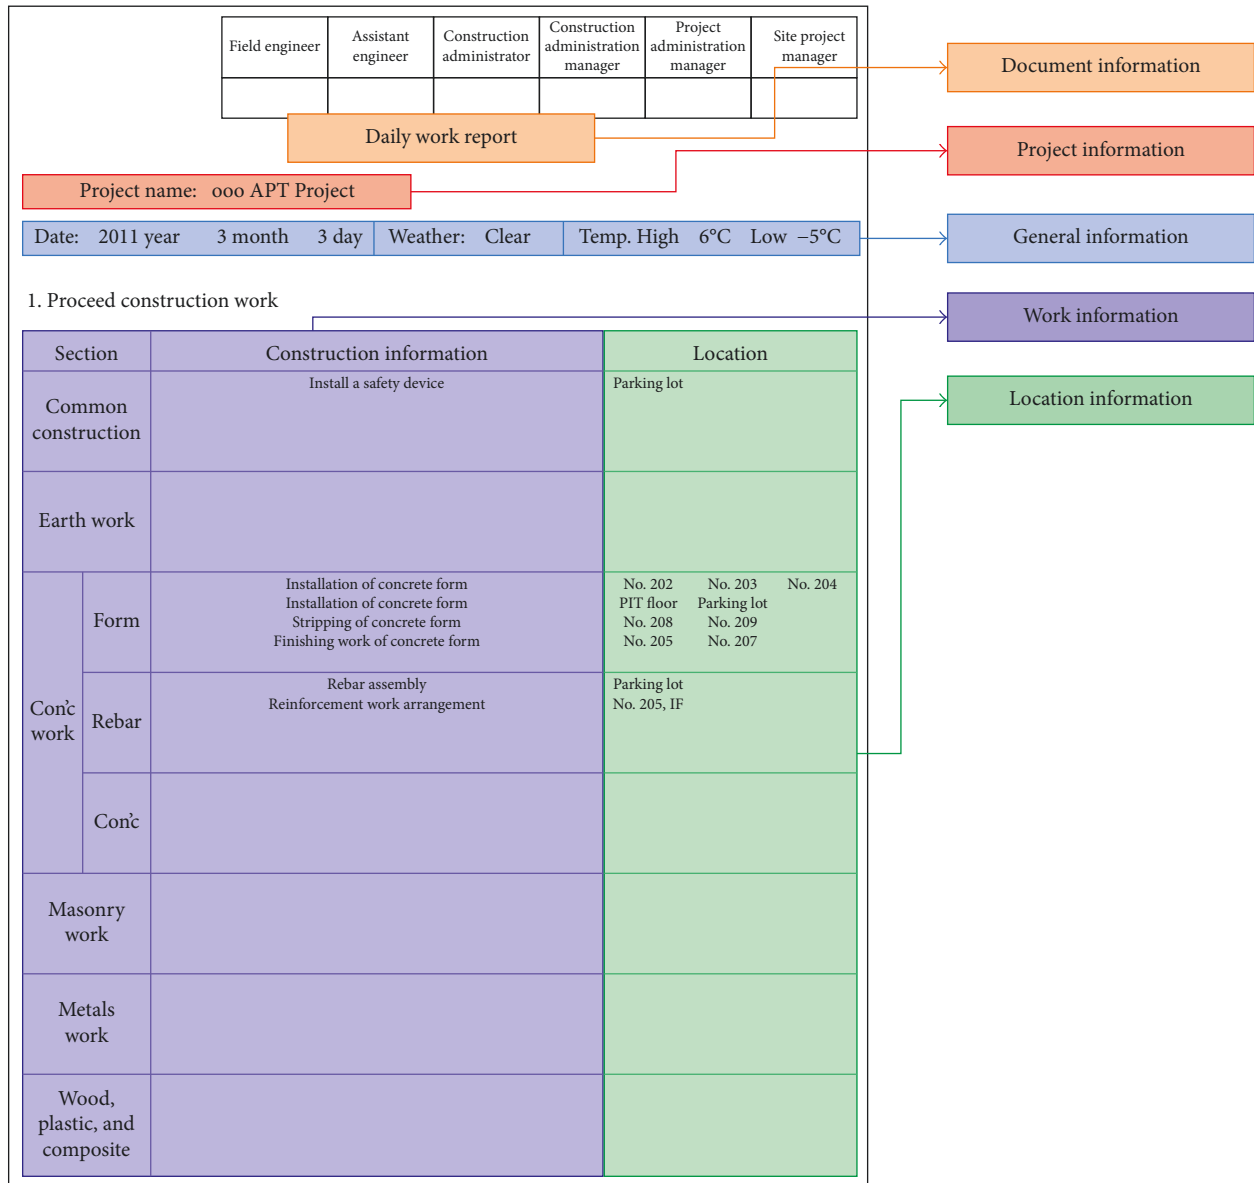 Field engineer
Assistant
engineer
Construction
administrator
Construction
administration
manager
Project
administration
manager
Site project
manager
Document information
Daily work report
Project information
Project name: ooo APT Project
Date: 2011 year 3 month 3 day Weather: Clear Temp. High 6°C Low −5°C
General information
1. Proceed construction work
Work information
Section Construction information Location
Location information
Common
construction
Install a safety device Parking lot
Earth work
Con'c
work
Form
Installation of concrete form No. 202 No. 203 No. 204
Installation of concrete form PIT floor Parking lot
Stripping of concrete form No. 208 No. 209
Finishing work of concrete form No. 205 No. 207
Rebar
Rebar assembly Parking lot
Reinforcement work arrangement No. 205, IF
Con'c
Masonry
work
Metals
work
Wood,
plastic, and
composite